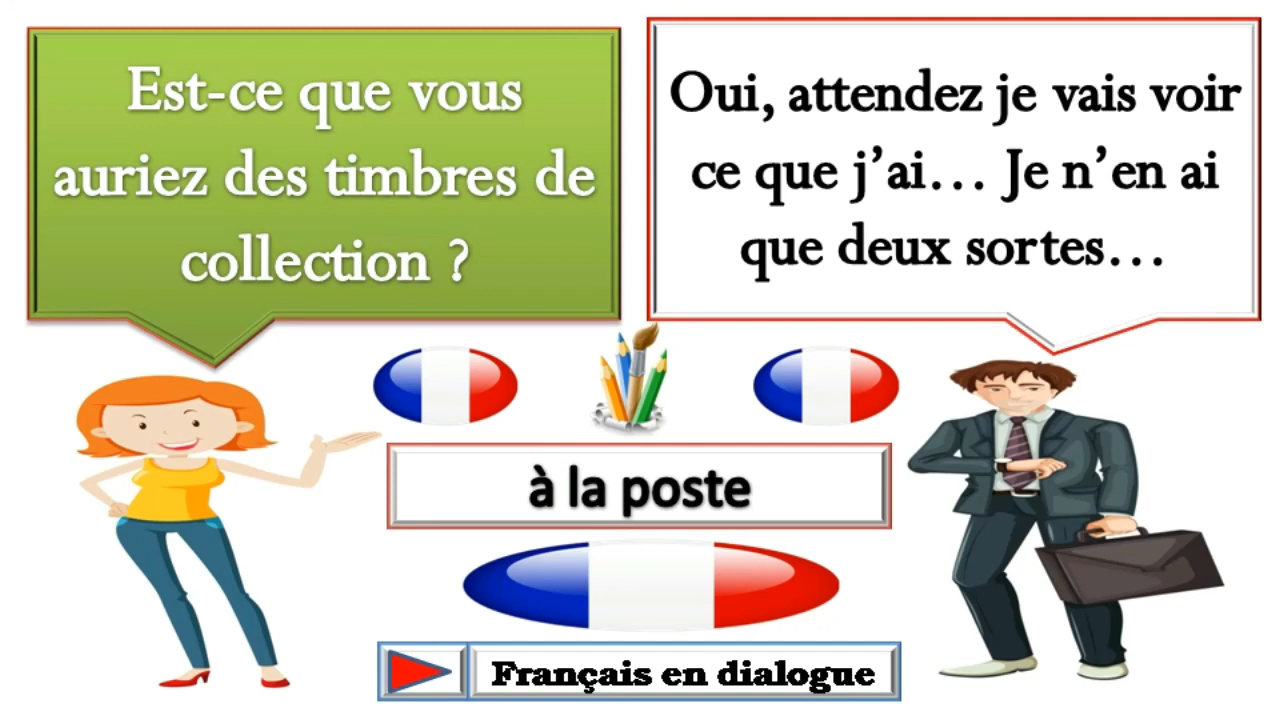 Est-ce que vous
auriez des timbres de
collection ?
Oui, attendez je vais voir
ce que j’ai… Je n’en ai
que deux sortes…
à la poste
Français en dialogue